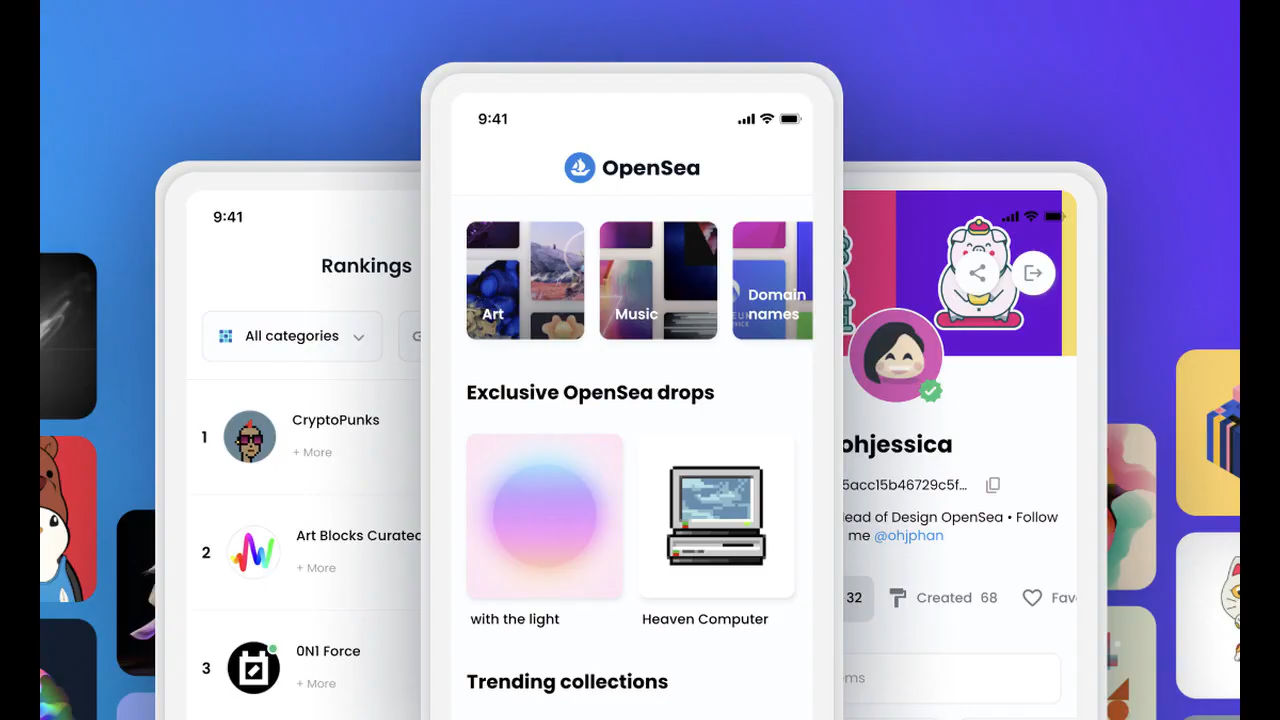 9:41
Rankings
All categories
1
CryptoPunks
+ More
2
Art Blocks Curated
+ More
3
0N1 Force
+ More
9:41
OpenSea
Art
Music
Domain
names
Exclusive OpenSea drops
with the light
Heaven Computer
Trending collections
ohjessica
5acc15b46729c5f...
ead of Design OpenSea • Follow
me @ohjphan
32
Created 68
Fav
ems